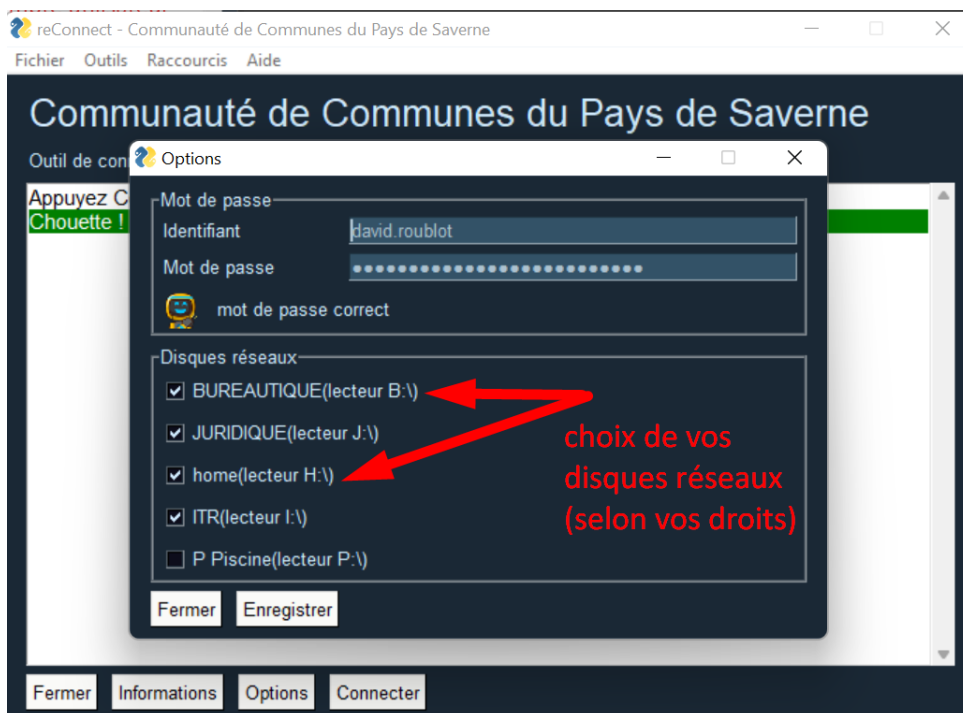 reConnect - Communauté de Communes du Pays de Saverne
Fichier Outils Raccourcis Aide
Communauté de Communes du Pays de Saverne
Outil de con
Options
Appuyez C
Chouette !
Mot de passe
Identifiant david.roublot
Mot de passe
mot de passe correct
Disques réseaux
BUREAUTIQUE(lecteur B:\)
JURIDIQUE(lecteur J:\)
home(lecteur H:\)
ITR(lecteur I:\)
P Piscine(lecteur P:\)
choix de vos
disques réseaux
(selon vos droits)
Fermer Enregistrer
Fermer Informations Options Connecter